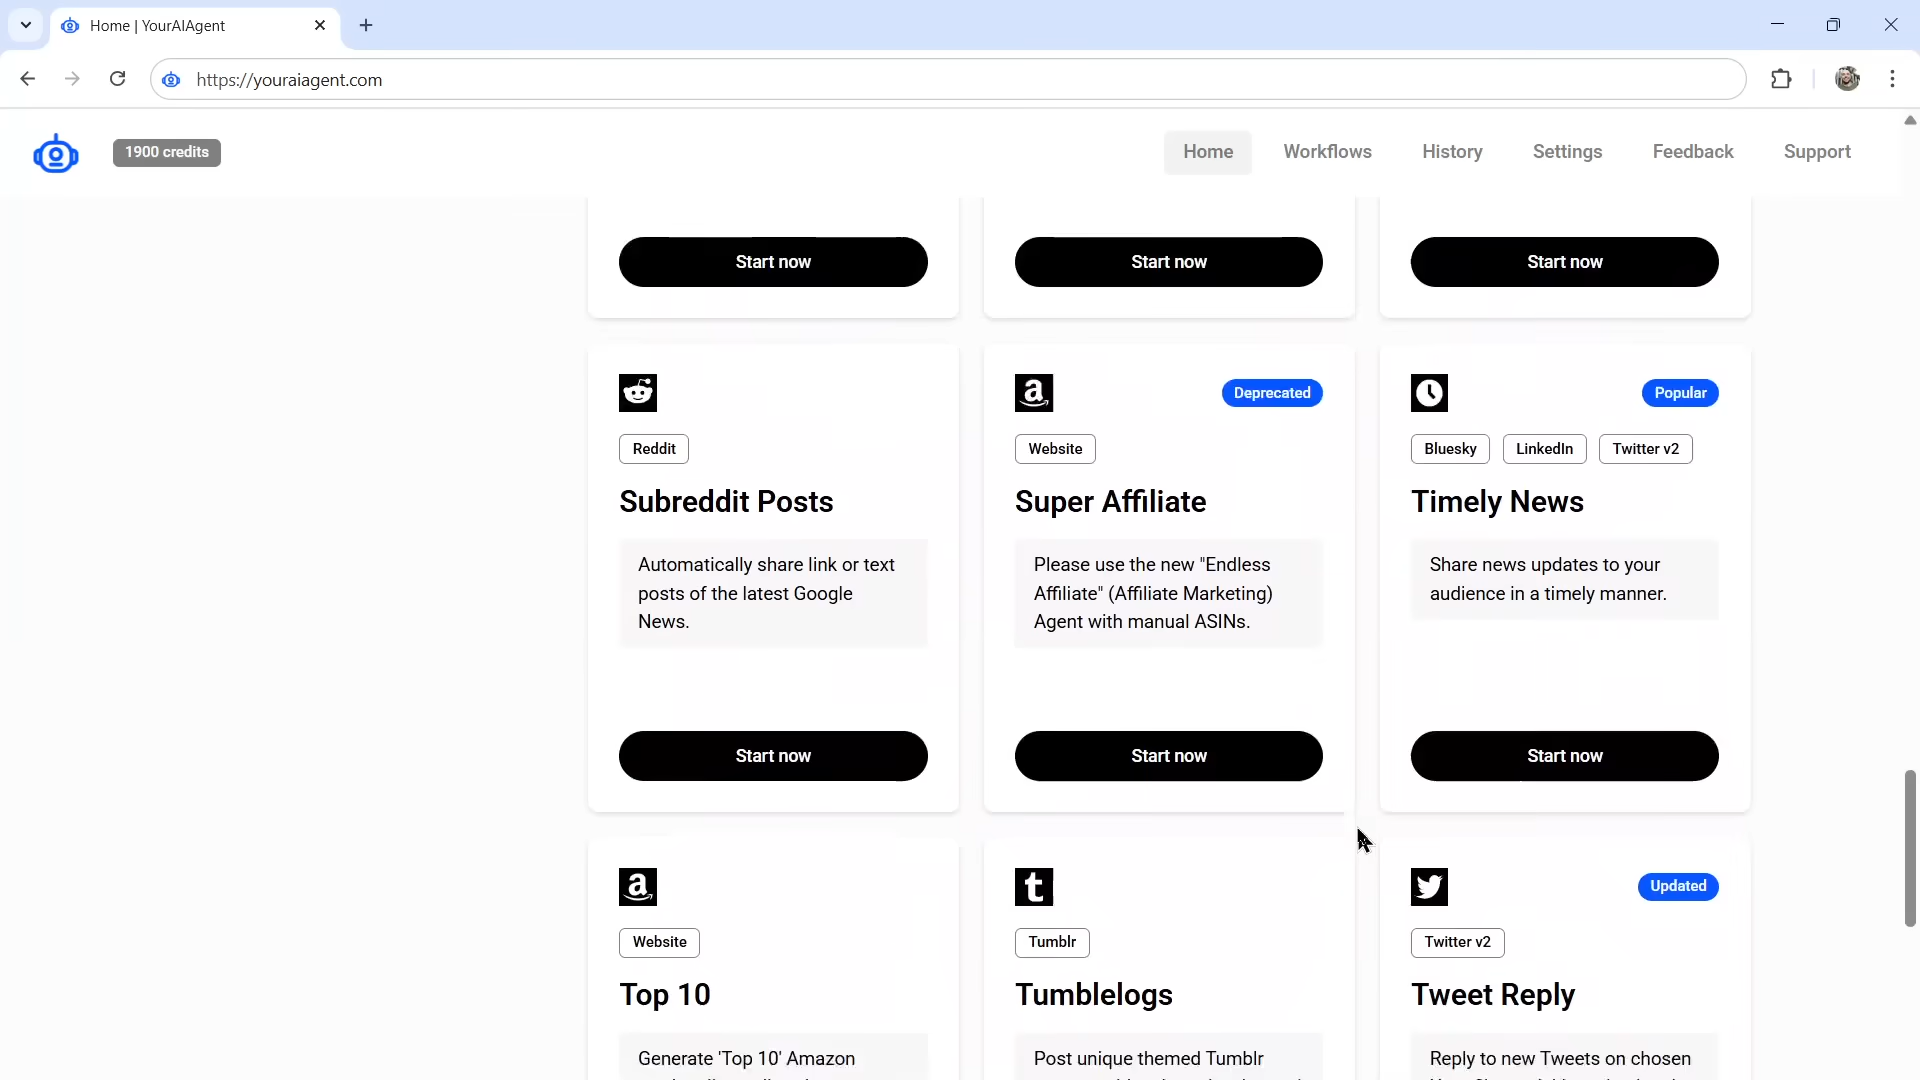 Home | YourAIAgent
https://youraiagent.com
1900 credits
Home
Workflows
History
Settings
Feedback
Support
Start now
Start now
Start now
Reddit
Subreddit Posts
Automatically share link or text
posts of the latest Google
News.
Start now
Deprecated
Website
Super Affiliate
Please use the new "Endless
Affiliate" (Affiliate Marketing)
Agent with manual ASINs.
Start now
Popular
Bluesky
LinkedIn
Twitter v2
Timely News
Share news updates to your
audience in a timely manner.
Start now
Website
Top 10
Generate 'Top 10' Amazon
Tumblr
Tumblelogs
Post unique themed Tumblr
Updated
Twitter v2
Tweet Reply
Reply to new Tweets on chosen